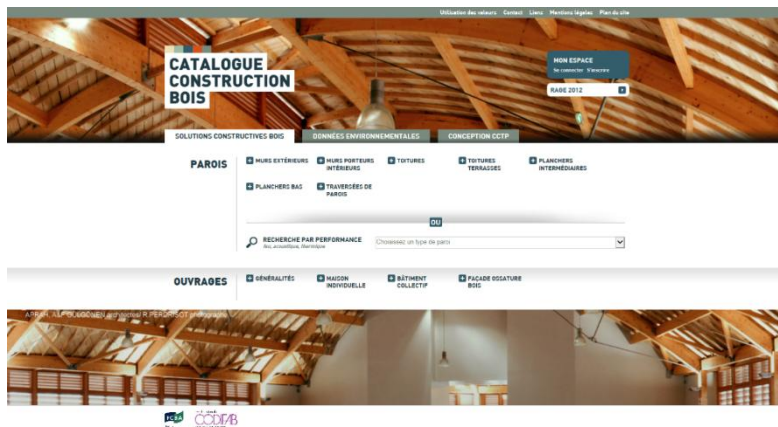 Utilisation des valeurs Contact Liens Mentions légales Plan du site
CATALOGUE
CONSTRUCTION
BOIS
MON ESPACE
Se connecter S'inscrire
RAGE 2012
SOLUTIONS CONSTRUCTIVES BOIS DONNÉES ENVIRONNEMENTALES CONCEPTION CCTP
PAROIS
MURS EXTÉRIEURS
MURS PORTEURS
INTÉRIEURS
TOITURES
TOITURES
TERRASSES
PLANCHERS
INTERMÉDIAIRES
PLANCHERS BAS
TRAVERSÉES DE
PAROIS
OU
RECHERCHE PAR PERFORMANCE
feu, acoustique, thermique
Choisissez un type de paroi
OUVRAGES
GÉNÉRALITÉS
MAISON
INDIVIDUELLE
BÂTIMENT
COLLECTIF
FAÇADE OSSATURE
BOIS
architectes/ R.PERDRISOT photographe
FCBA
CODIFAB